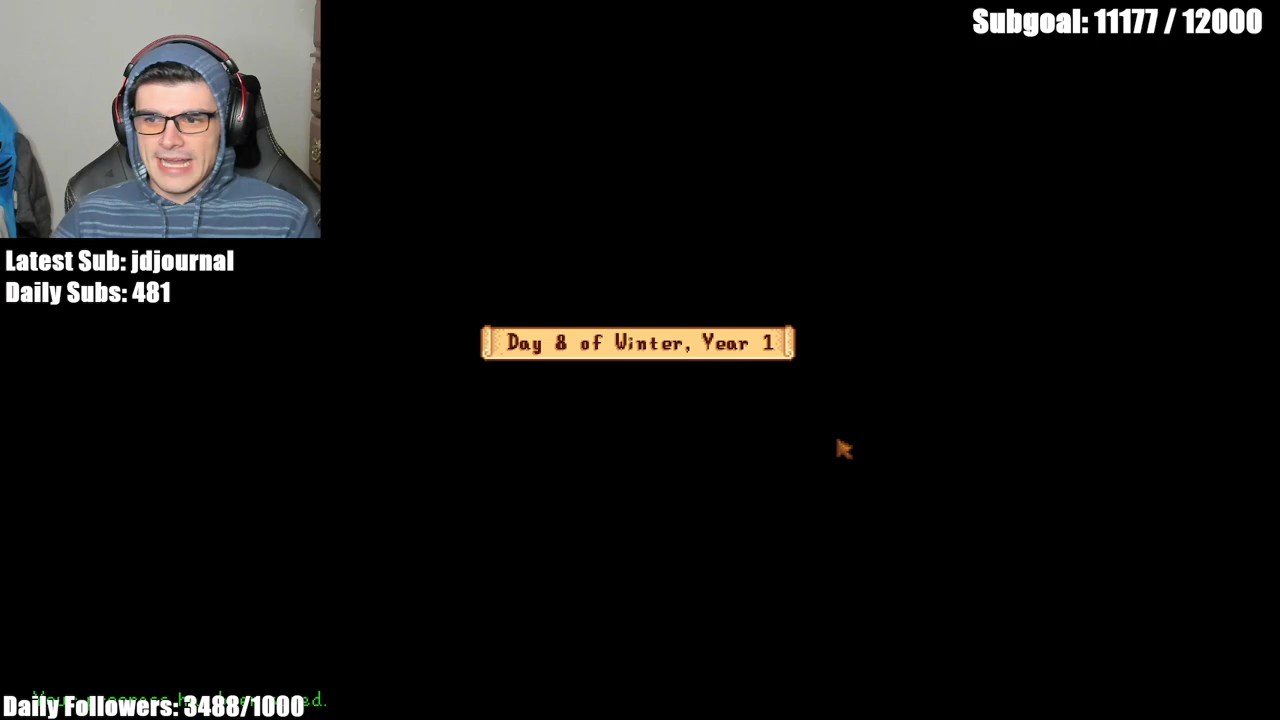 Subgoal: 11177 / 12000
Latest Sub: jdjournal
Daily Subs: 481
Day 8 of Winter, Year 1
Daily Followers: 3488/1000